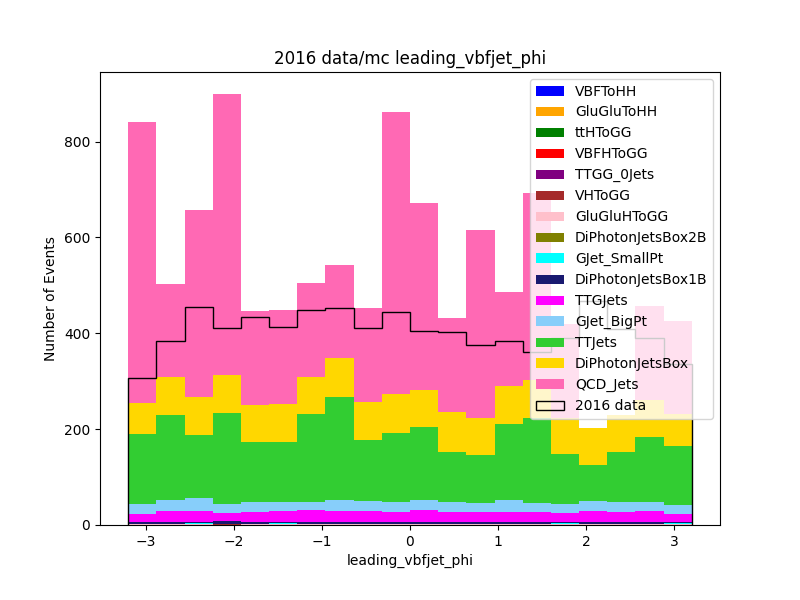 2016 data/mc leading_vbfjet_phi
Number of Events
800
600
400
200
0
−3
−2
−1
0
1
2
3
leading_vbfjet_phi
VBFToHH
GluGluToHH
ttHToGG
VBFHToGG
TTGG_0Jets
VHToGG
GluGluHToGG
DiPhotonJetsBox2B
GJet_SmallPt
DiPhotonJetsBox1B
TTGJets
GJet_BigPt
TTJets
DiPhotonJetsBox
QCD_Jets
2016 data